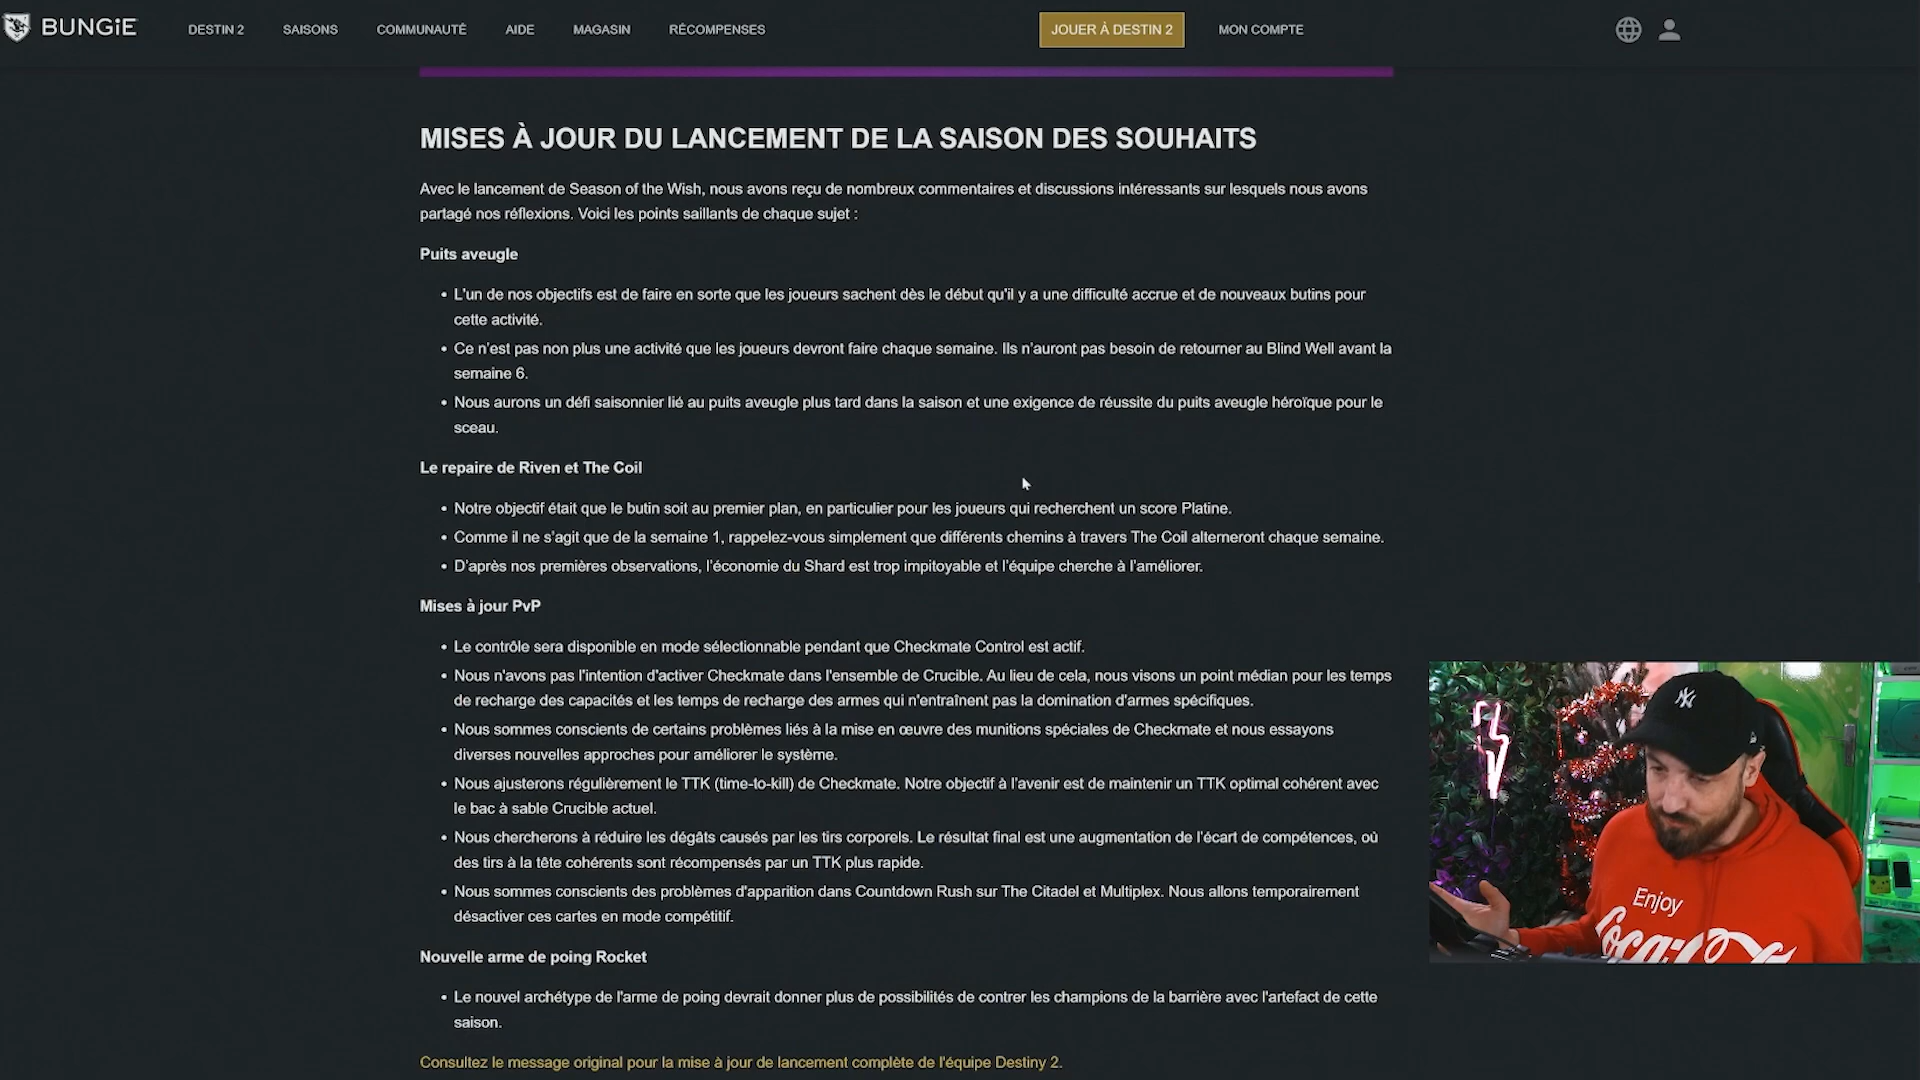 BUNGiE
DESTIN 2
SAISONS
COMMUNAUTÉ
AIDE
MAGASIN
RÉCOMPENSES
JOUER À DESTIN 2
MON COMPTE
MISES À JOUR DU LANCEMENT DE LA SAISON DES SOUHAITS
Avec le lancement de Season of the Wish, nous avons reçu de nombreux commentaires et discussions intéressants sur lesquels nous avons
partagé nos réflexions. Voici les points saillants de chaque sujet :
Puits aveugle
• L'un de nos objectifs est de faire en sorte que les joueurs sachent dès le début qu'il y a une difficulté accrue et de nouveaux butins pour
cette activité.
• Ce n'est pas non plus une activité que les joueurs devront faire chaque semaine. Ils n'auront pas besoin de retourner au Blind Well avant la
semaine 6.
• Nous aurons un défi saisonnier lié au puits aveugle plus tard dans la saison et une exigence de réussite du puits aveugle héroïque pour le
sceau.
Le repaire de Riven et The Coil
• Notre objectif était que le butin soit au premier plan, en particulier pour les joueurs qui recherchent un score Platine.
• Comme il ne s'agit que de la semaine 1, rappelez-vous simplement que différents chemins à travers The Coil alterneront chaque semaine.
• D'après nos premières observations, l'économie du Shard est trop impitoyable et l'équipe cherche à l'améliorer.
Mises à jour PvP
• Le contrôle sera disponible en mode sélectionnable pendant que Checkmate Control est actif.
• Nous n'avons pas l'intention d'activer Checkmate dans l'ensemble de Crucible. Au lieu de cela, nous visons un point médian pour les temps
de recharge des capacités et les temps de recharge des armes qui n'entraînent pas la domination d'armes spécifiques.
• Nous sommes conscients de certains problèmes liés à la mise en œuvre des munitions spéciales de Checkmate et nous essayons
diverses nouvelles approches pour améliorer le système.
• Nous ajusterons régulièrement le TTK (time-to-kill) de Checkmate. Notre objectif à l'avenir est de maintenir un TTK optimal cohérent avec
le bac à sable Crucible actuel.
• Nous chercherons à réduire les dégâts causés par les tirs corporels. Le résultat final est une augmentation de l'écart de compétences, où
des tirs à la tête cohérents sont récompensés par un TTK plus rapide.
• Nous sommes conscients des problèmes d'apparition dans Countdown Rush sur The Citadel et Multiplex. Nous allons temporairement
désactiver ces cartes en mode compétitif.
Nouvelle arme de poing Rocket
• Le nouvel archétype de l'arme de poing devrait donner plus de possibilités de contrer les champions de la barrière avec l'artefact de cette
saison.
Consultez le message original pour la mise à jour de lancement complète de l'équipe Destiny 2.
NY
Enjoy